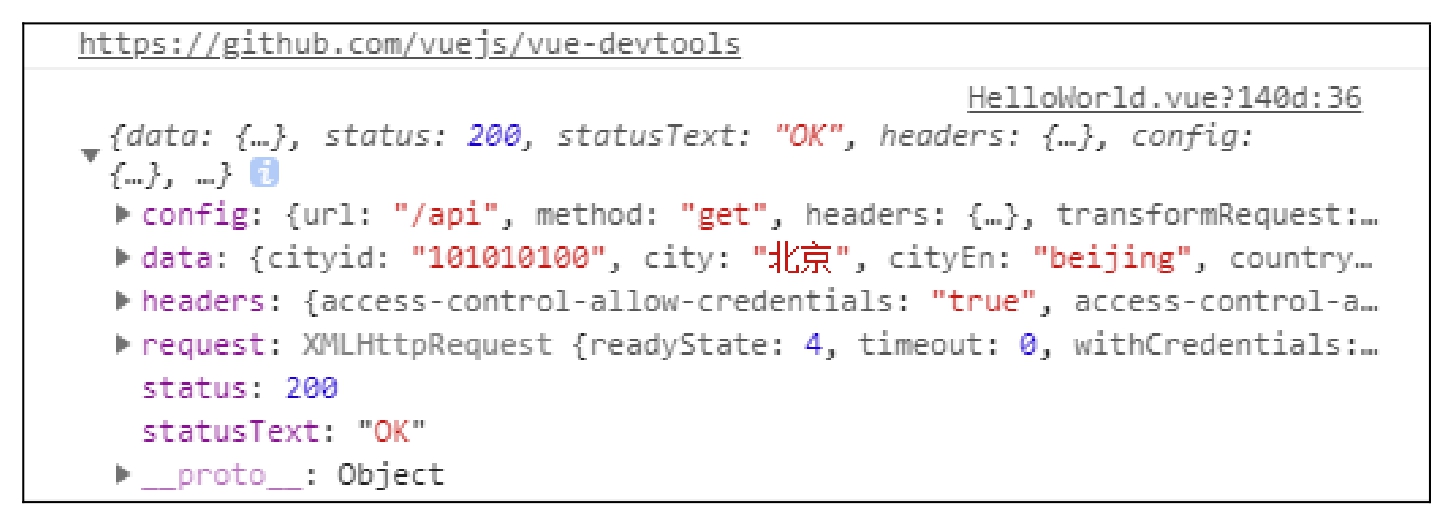 https://github.com/vuejs/vue-devtools
HelloWorld.vue?140d:36
{data: {…}, status: 200, statusText: "OK", headers: {…}, config:
{…}, …} i
config: {url: "/api", method: "get", headers: {…}, transformRequest:…
data: {cityid: "101010100", city: "北京", cityEn: "beijing", country…
headers: {access-control-allow-credentials: "true", access-control-a…
request: XMLHttpRequest {readyState: 4, timeout: 0, withCredentials:…
status: 200
statusText: "OK"
__proto__: Object